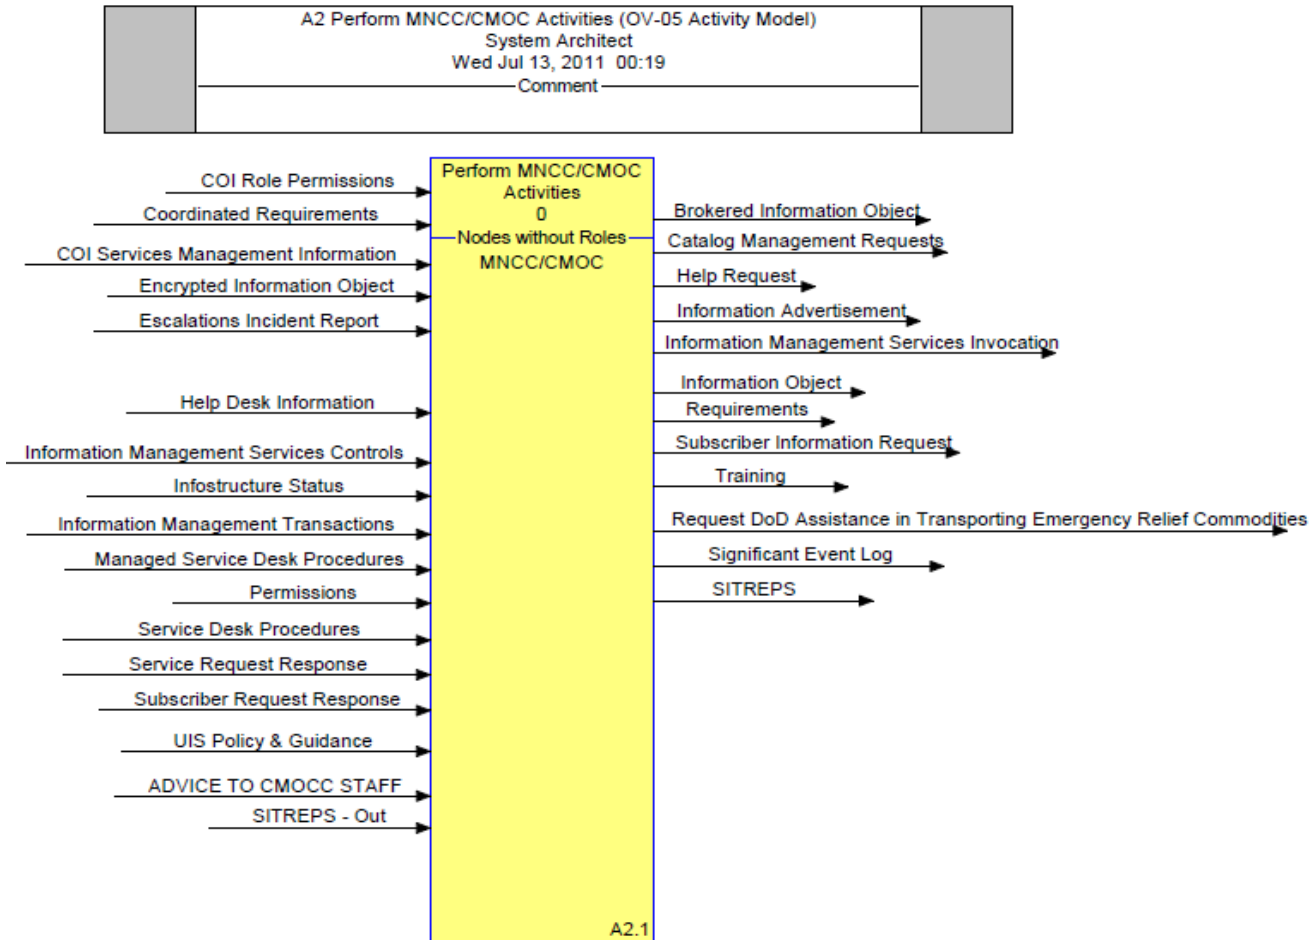 A2 Perform MNCC/CMOC Activities (OV-05 Activity Model)
System Architect
Wed Jul 13, 2011 00:19
Comment
Perform MNCC/CMOC
Activities
0
Nodes without Roles
MNCC/CMOC
COI Role Permissions
Coordinated Requirements
COI Services Management Information
Encrypted Information Object
Escalations Incident Report
Help Desk Information
Information Management Services Controls
Infostructure Status
Information Management Transactions
Managed Service Desk Procedures
Permissions
Service Desk Procedures
Service Request Response
Subscriber Request Response
UIS Policy & Guidance
ADVICE TO CMOCC STAFF
SITREPS - Out
Brokered Information Object
Catalog Management Requests
Help Request
Information Advertisement
Information Management Services Invocation
Information Object
Requirements
Subscriber Information Request
Training
Request DoD Assistance in Transporting Emergency Relief Commodities
Significant Event Log
SITREPS
A2.1